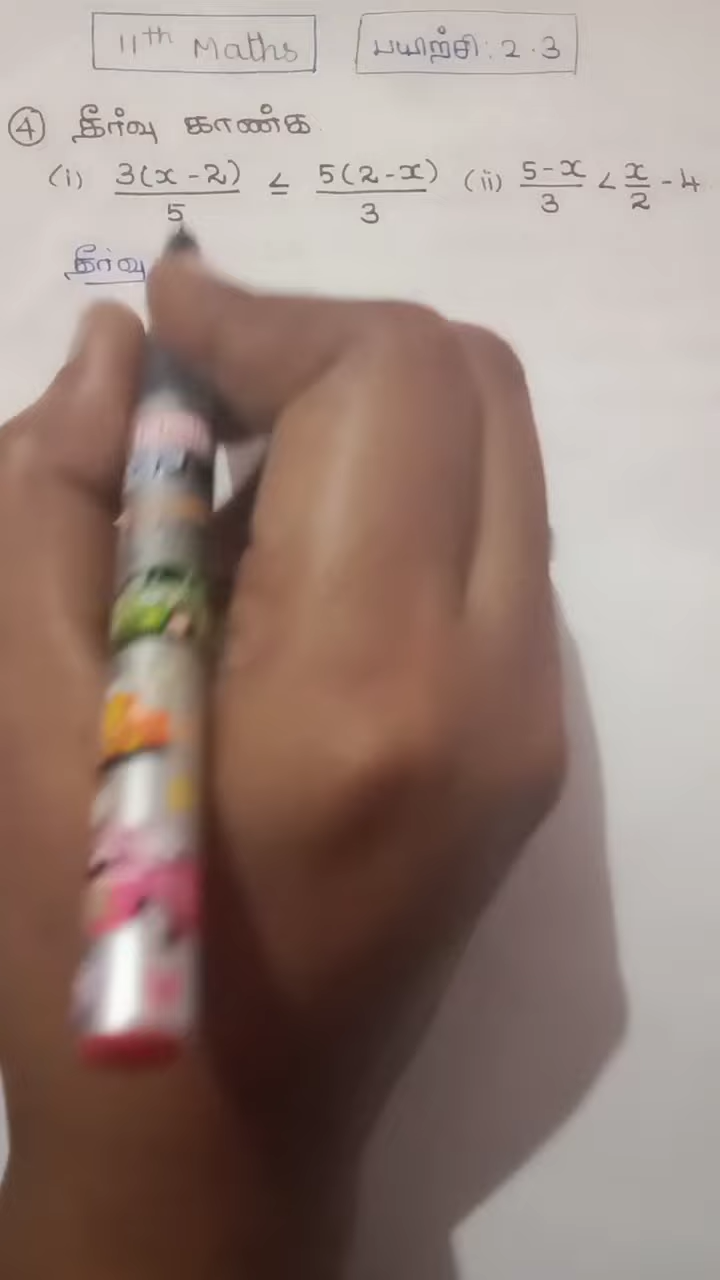 11th Maths பயிற்சி : 2.3
④ தீர்வு காண்க
(i) 3(x-2)/5 ≤ 5(2-x)/3 (ii) 5-x/3 < x/2 - 4
தீர்வு